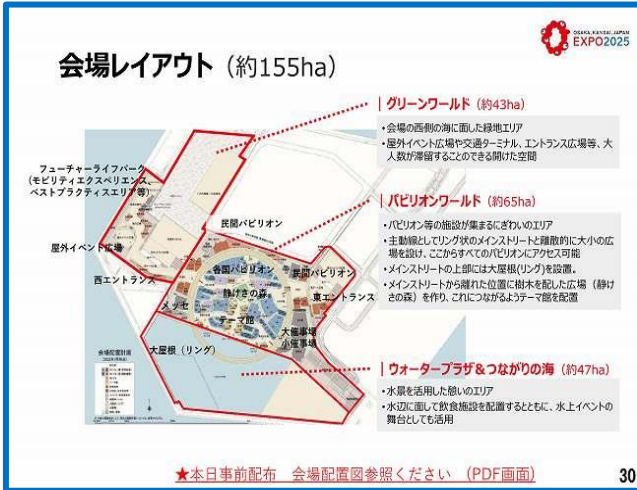 OSAKA, KANSAI, JAPAN
EXPO2025
会場レイアウト(約155ha)
グリーンワールド(約43ha)
・会場の西側の海に面した緑地エリア
・屋外イベント広場や交通ターミナル、エントランス広場等、大
人数が滞留することのできる開けた空間
フューチャーライフパーク
(モビリティエクスペリエンス、
ベストプラクティスエリア等)
民間パビリオン
屋外イベント広場
西エントランス
各国パビリオン
民間パビリオン
静けさの森
東エントランス
メッセ
テーマ館
大催事場
小催事場
大屋根(リング)
会場配置計画
パビリオンワールド(約65ha)
・パビリオン等の施設が集まるにぎわいのエリア
・主動線としてリング状のメインストリートと離散的に大小の広
場を設け、ここからすべてのパビリオンにアクセス可能
・メインストリートの上部には大屋根(リング)を設置。
・メインストリートから離れた位置に樹木を配した広場(静け
さの森)を作り、これにつながるようテーマ館を配置
ウォータープラザ&つながりの海(約47ha)
・水景を活用した憩いのエリア
・水辺に面して飲食施設を配置するとともに、水上イベントの
舞台としても活用
★本日事前配布 会場配置図参照ください (PDF画面)
30